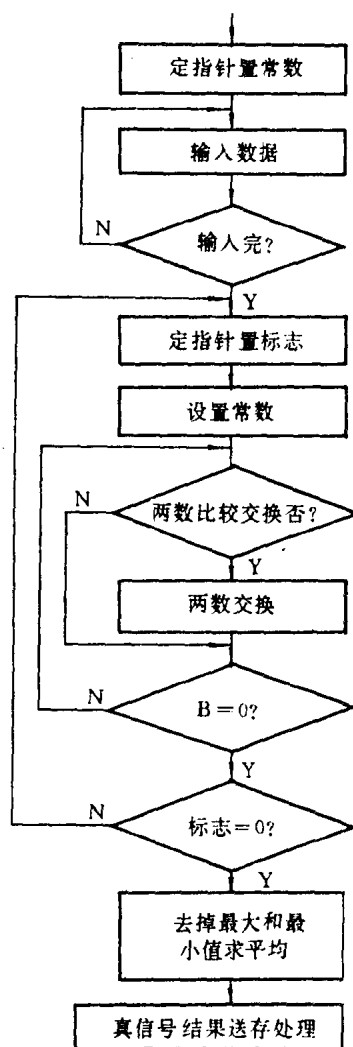 定指针置常数
输入数据
N
输入完?
Y
定指针置标志
设置常数
N
两数比较交换否?
Y
两数交换
N
B=0?
Y
N
标志=0?
Y
去掉最大和最
小值求平均
真信号结果送存处理